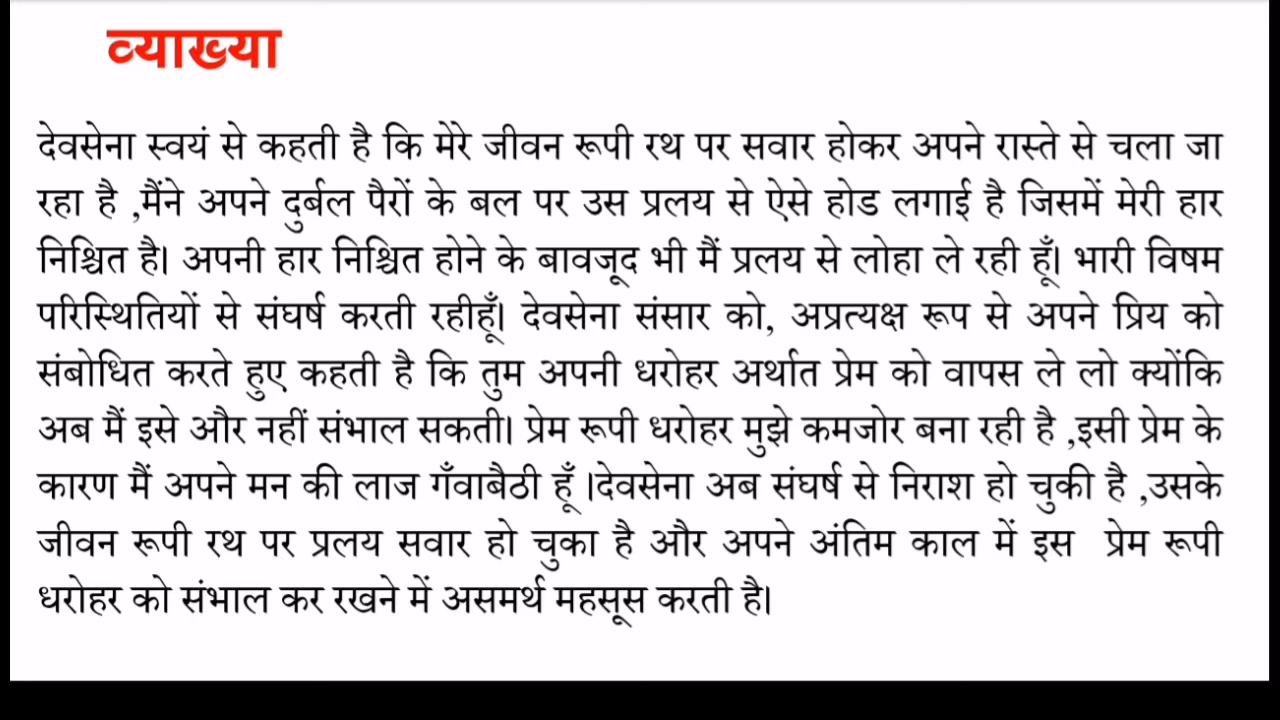 व्याख्या
देवसेना स्वयं से कहती है कि मेरे जीवन रूपी रथ पर सवार होकर अपने रास्ते से चला जा
रहा है ,मैंने अपने दुर्बल पैरों के बल पर उस प्रलय से ऐसे होड लगाई है जिसमें मेरी हार
निश्चित है। अपनी हार निश्चित होने के बावजूद भी मैं प्रलय से लोहा ले रही हूँ। भारी विषम
परिस्थितियों से संघर्ष करती रहीहूँ। देवसेना संसार को, अप्रत्यक्ष रूप से अपने प्रिय को
संबोधित करते हुए कहती है कि तुम अपनी धरोहर अर्थात प्रेम को वापस ले लो क्योंकि
अब मैं इसे और नहीं संभाल सकती। प्रेम रूपी धरोहर मुझे कमजोर बना रही है ,इसी प्रेम के
कारण मैं अपने मन की लाज गँवाबैठी हूँ ।देवसेना अब संघर्ष से निराश हो चुकी है ,उसके
जीवन रूपी रथ पर प्रलय सवार हो चुका है और अपने अंतिम काल में इस प्रेम रूपी
धरोहर को संभाल कर रखने में असमर्थ महसूस करती है।